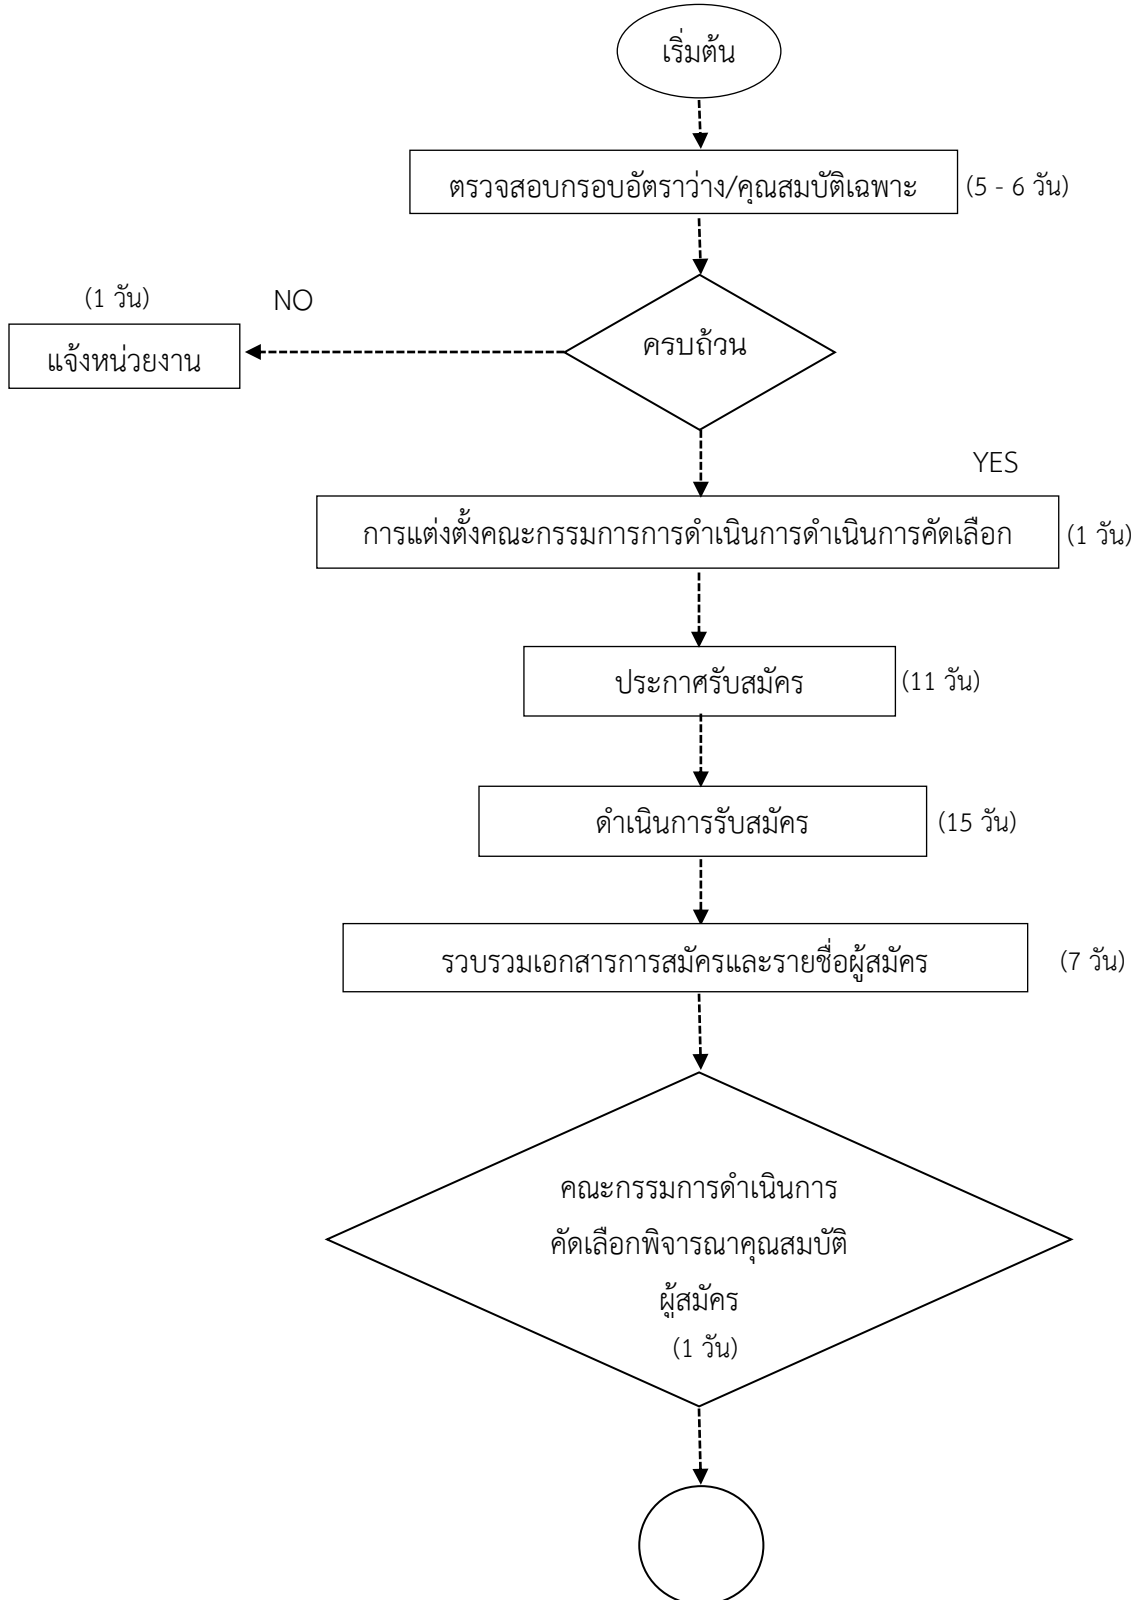 เริ่มต้น
ตรวจสอบกรอบอัตราว่าง/คุณสมบัติเฉพาะ (5 - 6 วัน)
(1 วัน) NO
แจ้งหน่วยงาน
ครบถ้วน
YES
การแต่งตั้งคณะกรรมการการดำเนินการดำเนินการคัดเลือก (1 วัน)
ประกาศรับสมัคร (11 วัน)
ดำเนินการรับสมัคร (15 วัน)
รวบรวมเอกสารการสมัครและรายชื่อผู้สมัคร (7 วัน)
คณะกรรมการดำเนินการ
คัดเลือกพิจารณาคุณสมบัติ
ผู้สมัคร
(1 วัน)